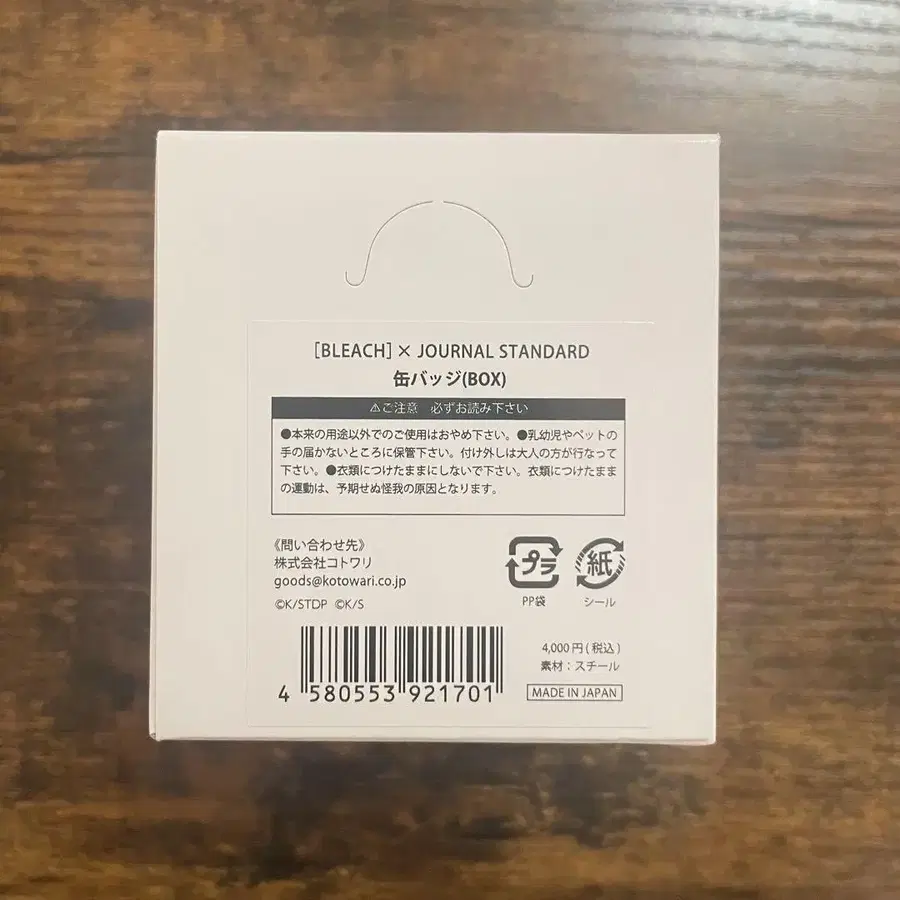 [BLEACH] × JOURNAL STANDARD
缶バッジ(BOX)
⚠ご注意　必ずお読み下さい
●本来の用途以外でのご使用はおやめ下さい。●乳幼児やペットの
手の届かないところに保管下さい。付け外しは大人の方が行なって
下さい。●衣類につけたままにしないで下さい。衣類につけたまま
の運動は、予期せぬ怪我の原因となります。
《問い合わせ先》
株式会社コトワリ
goods@kotowari.co.jp
©K/STDP ©K/S
プラ
PP袋
紙
シール
4 580553 921701
4,000円(税込)
素材：スチール
MADE IN JAPAN